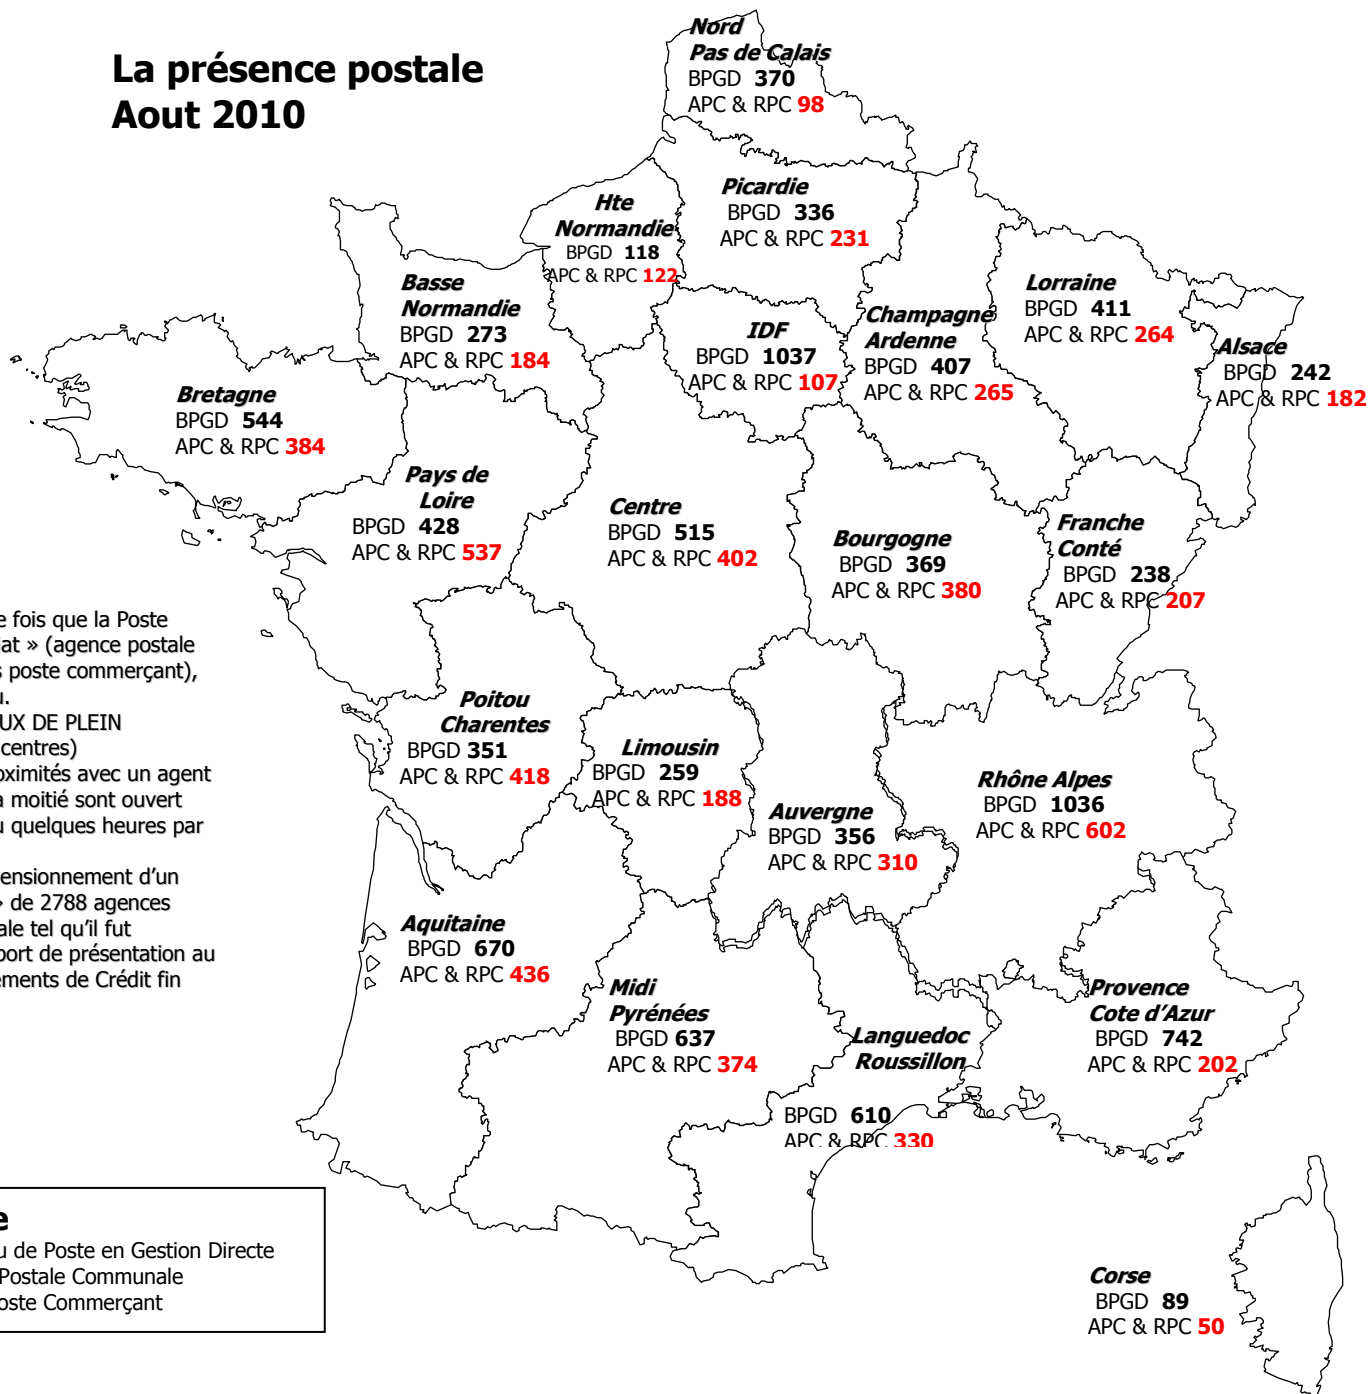 La présence postale
Aout 2010
Nord
Pas de Calais
BPGD 370
APC & RPC 98
Picardie
BPGD 336
APC & RPC 231
Hte
Normandie
BPGD 118
APC & RPC 122
Basse
Normandie
BPGD 273
APC & RPC 184
IDF
BPGD 1037
APC & RPC 107
Champagne
Ardenne
BPGD 407
APC & RPC 265
Lorraine
BPGD 411
APC & RPC 264
Alsace
BPGD 242
APC & RPC 182
Bretagne
BPGD 544
APC & RPC 384
Pays de
Loire
BPGD 428
APC & RPC 537
Centre
BPGD 515
APC & RPC 402
Bourgogne
BPGD 369
APC & RPC 380
Franche
Conté
BPGD 238
APC & RPC 207
e fois que la Poste
iat » (agence postale
s poste commerçant),
u.
UX DE PLEIN
centres)
oximités avec un agent
a moitié sont ouvert
u quelques heures par
ensionnement d'un
» de 2788 agences
ale tel qu'il fut
port de présentation au
ements de Crédit fin
Poitou
Charentes
BPGD 351
APC & RPC 418
Limousin
BPGD 259
APC & RPC 188
Auvergne
BPGD 356
APC & RPC 310
Rhône Alpes
BPGD 1036
APC & RPC 602
Aquitaine
BPGD 670
APC & RPC 436
Midi
Pyrénées
BPGD 637
APC & RPC 374
Languedoc
Roussillon
BPGD 610
APC & RPC 330
Provence
Cote d'Azur
BPGD 742
APC & RPC 202
Corse
BPGD 89
APC & RPC 50
e
u de Poste en Gestion Directe
Postale Communale
oste Commerçant